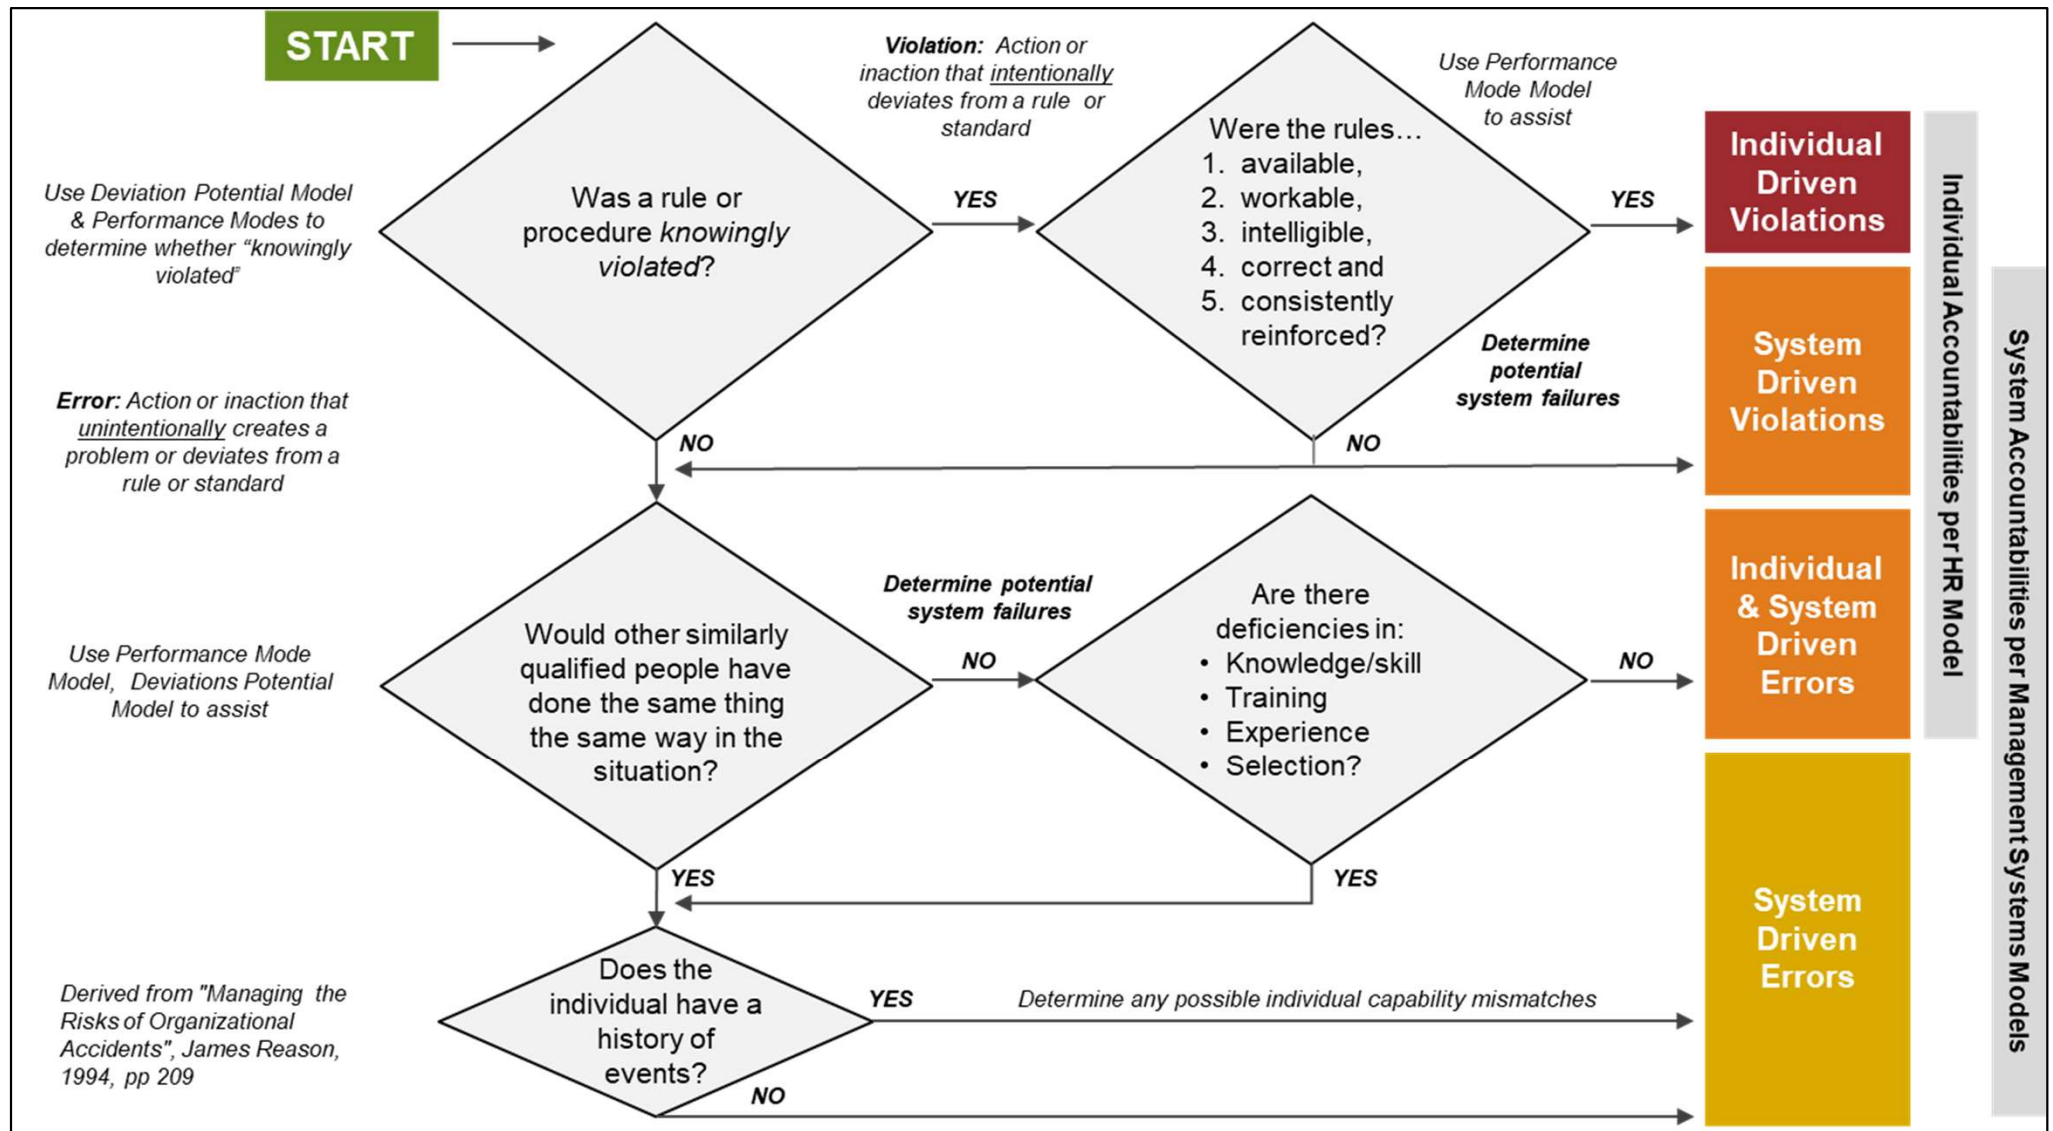 START
Violation: Action or
inaction that intentionally
deviates from a rule or
standard
Use Performance
Mode Model
to assist
Use Deviation Potential Model
& Performance Modes to
determine whether “knowingly
violated”
Was a rule or
procedure knowingly
violated?
YES
Were the rules…
1. available,
2. workable,
3. intelligible,
4. correct and
5. consistently
reinforced?
YES
Individual
Driven
Violations
Determine
potential
system failures
System
Driven
Violations
Error: Action or inaction that
unintentionally creates a
problem or deviates from a
rule or standard
NO
NO
Use Performance Mode
Model, Deviations Potential
Model to assist
Would other similarly
qualified people have
done the same thing
the same way in the
situation?
Determine potential
system failures
NO
Are there
deficiencies in:
• Knowledge/skill
• Training
• Experience
• Selection?
NO
Individual
& System
Driven
Errors
YES
YES
Derived from "Managing the
Risks of Organizational
Accidents", James Reason,
1994, pp 209
Does the
individual have a
history of
events?
YES
Determine any possible individual capability mismatches
NO
System
Driven
Errors
Individual Accountabilities per HR Model
System Accountabilities per Management Systems Models